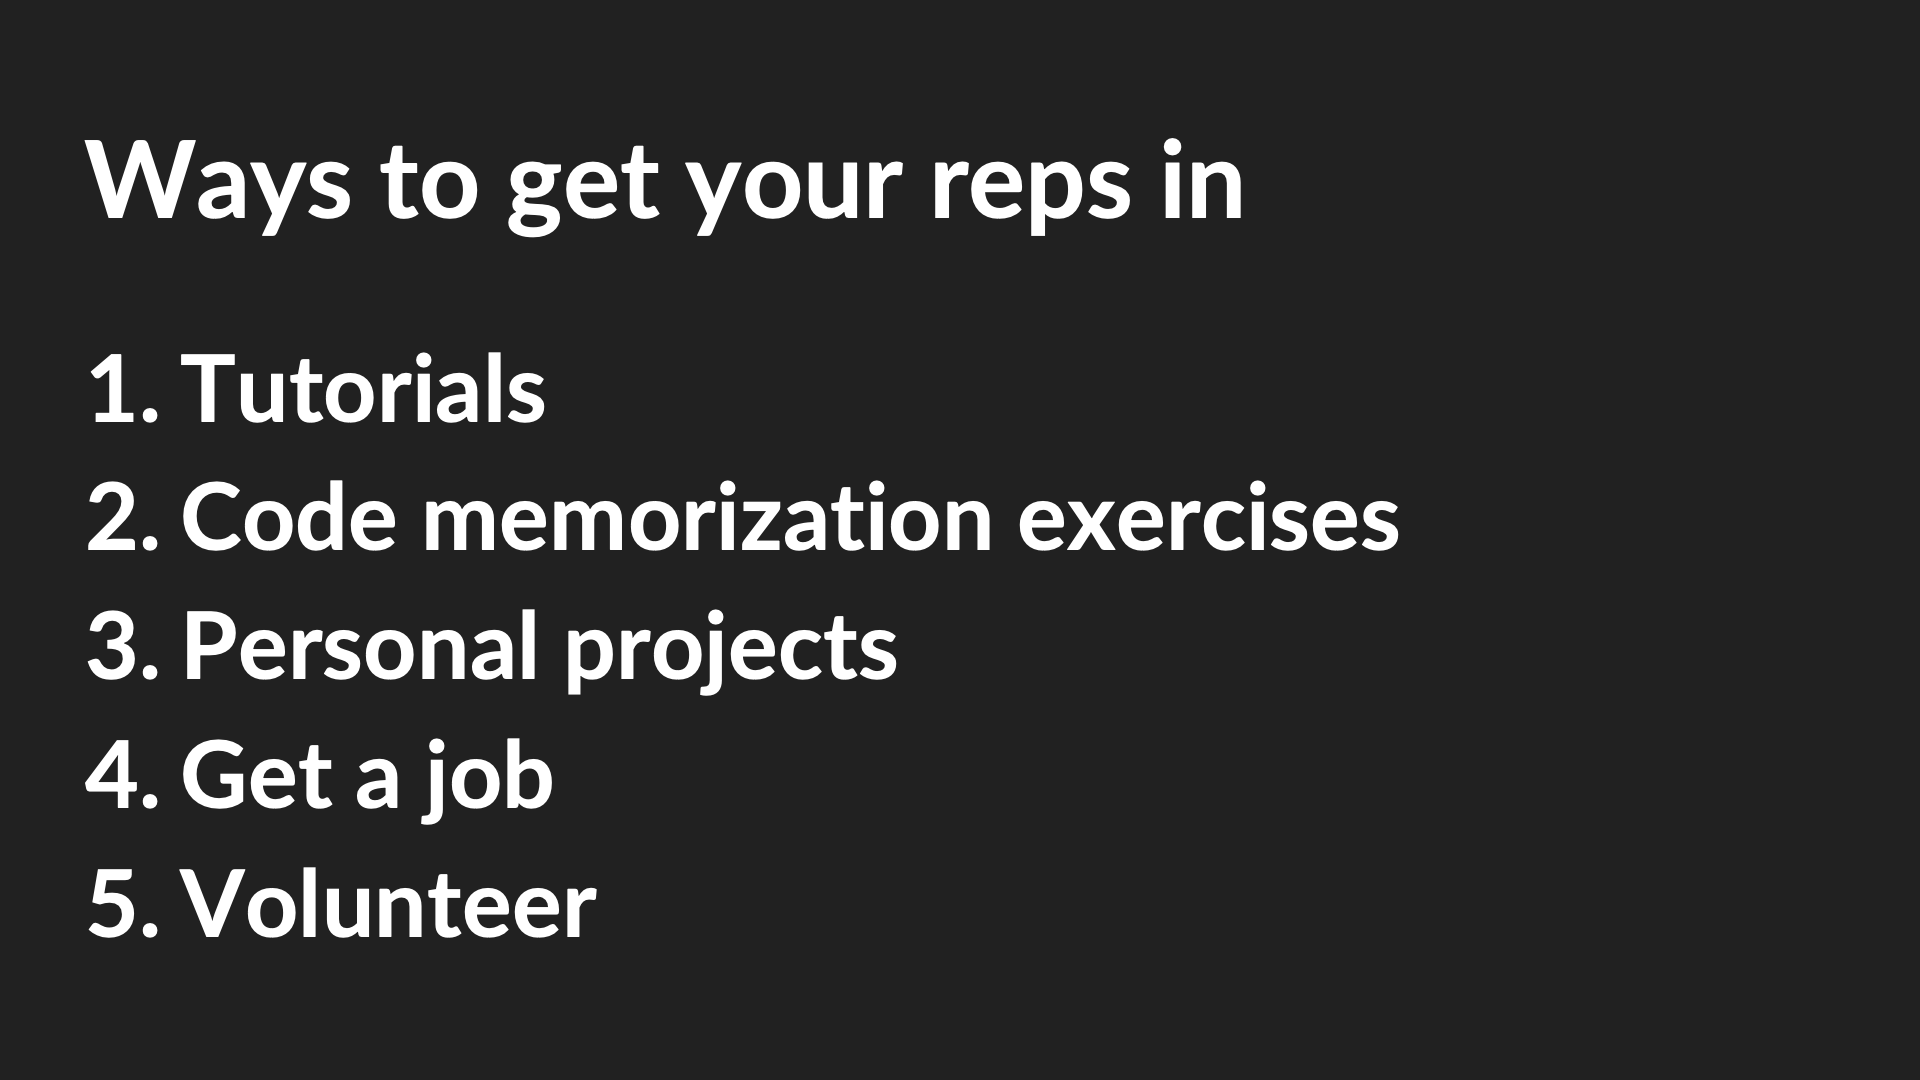 Ways to get your reps in
1. Tutorials
2. Code memorization exercises
3. Personal projects
4. Get a job
5. Volunteer